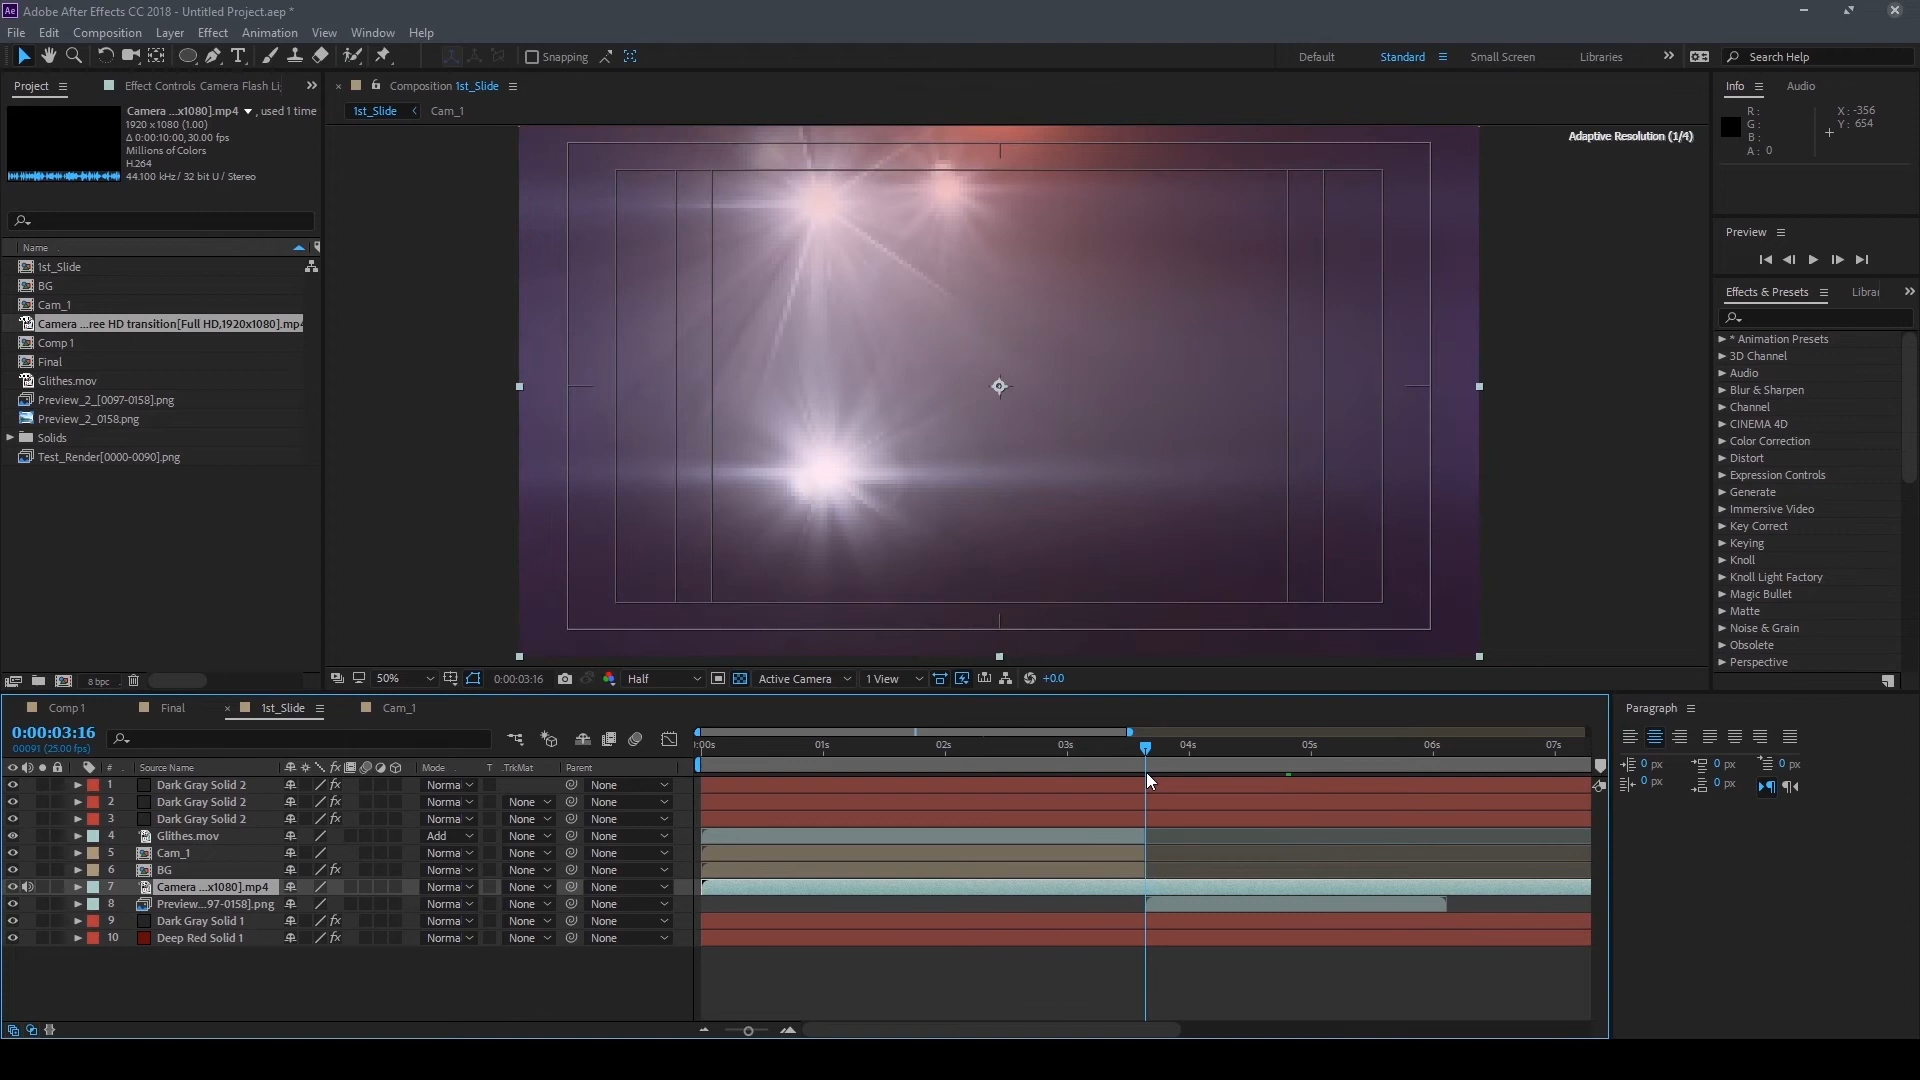 Ae Adobe After Effects CC 2018 - Untitled Project.aep *
File Edit Composition Layer Effect Animation View Window Help
Snapping
Default Standard Small Screen Libraries Search Help
Project Effect Controls Camera Flash Li
Camera ...x1080].mp4 , used 1 time
1920 x 1080 (1.00)
Δ 0:00:10:00, 30.00 fps
Millions of Colors
H.264
44.100 kHz / 32 bit U / Stereo
Name
1st_Slide
BG
Cam_1
Camera ...ree HD transition[Full HD,1920x1080].mp4
Comp 1
Final
Glithes.mov
Preview_2_[0097-0158].png
Preview_2_0158.png
Solids
Test_Render[0000-0090].png
8 bpc
Composition 1st_Slide
1st_Slide Cam_1
Adaptive Resolution (1/4)
50% 0:00:03:16 Half Active Camera 1 View +0.0
Info Audio
R: X: -356
G: Y: 654
B:
A: 0
Preview
Effects & Presets Librar
* Animation Presets
3D Channel
Audio
Blur & Sharpen
Channel
CINEMA 4D
Color Correction
Distort
Expression Controls
Generate
Immersive Video
Key Correct
Keying
Knoll
Knoll Light Factory
Magic Bullet
Matte
Noise & Grain
Obsolete
Perspective
Comp 1 Final 1st_Slide Cam_1
0:00:03:16
00091 (25.00 fps)
# Source Name Mode T .TrkMat Parent
:00s 01s 02s 03s 04s 05s 06s 07s
1 Dark Gray Solid 2 Norma None
2 Dark Gray Solid 2 Norma None None
3 Dark Gray Solid 2 Norma None None
4 Glithes.mov Add None None
5 Cam_1 Norma None None
6 BG Norma None None
7 Camera ...x1080].mp4 Norma None None
8 Preview...97-0158].png Norma None None
9 Dark Gray Solid 1 Norma None None
10 Deep Red Solid 1 Norma None None
Paragraph
0 px 0 px 0 px
0 px 0 px